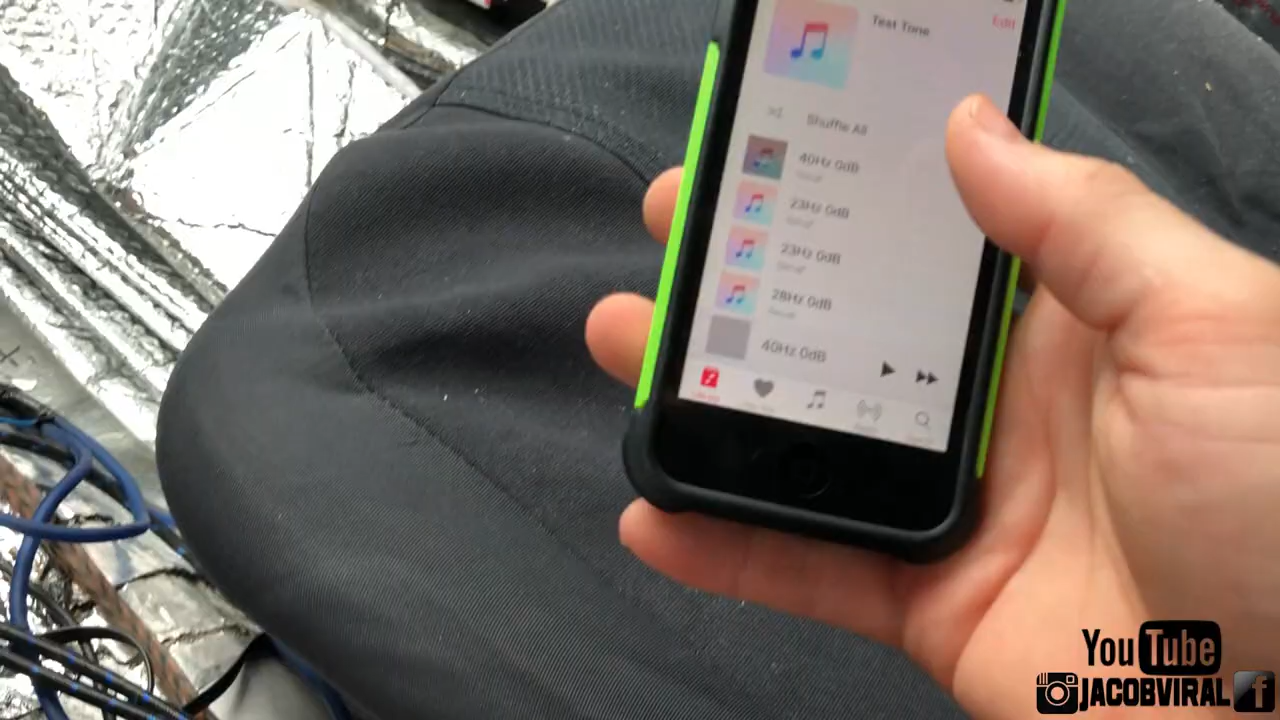 Test Tone
Edit
Shuffle All
40Hz 0dB
23Hz 0dB
23Hz 0dB
28Hz 0dB
40Hz 0dB
YouTube
JACOBVIRAL